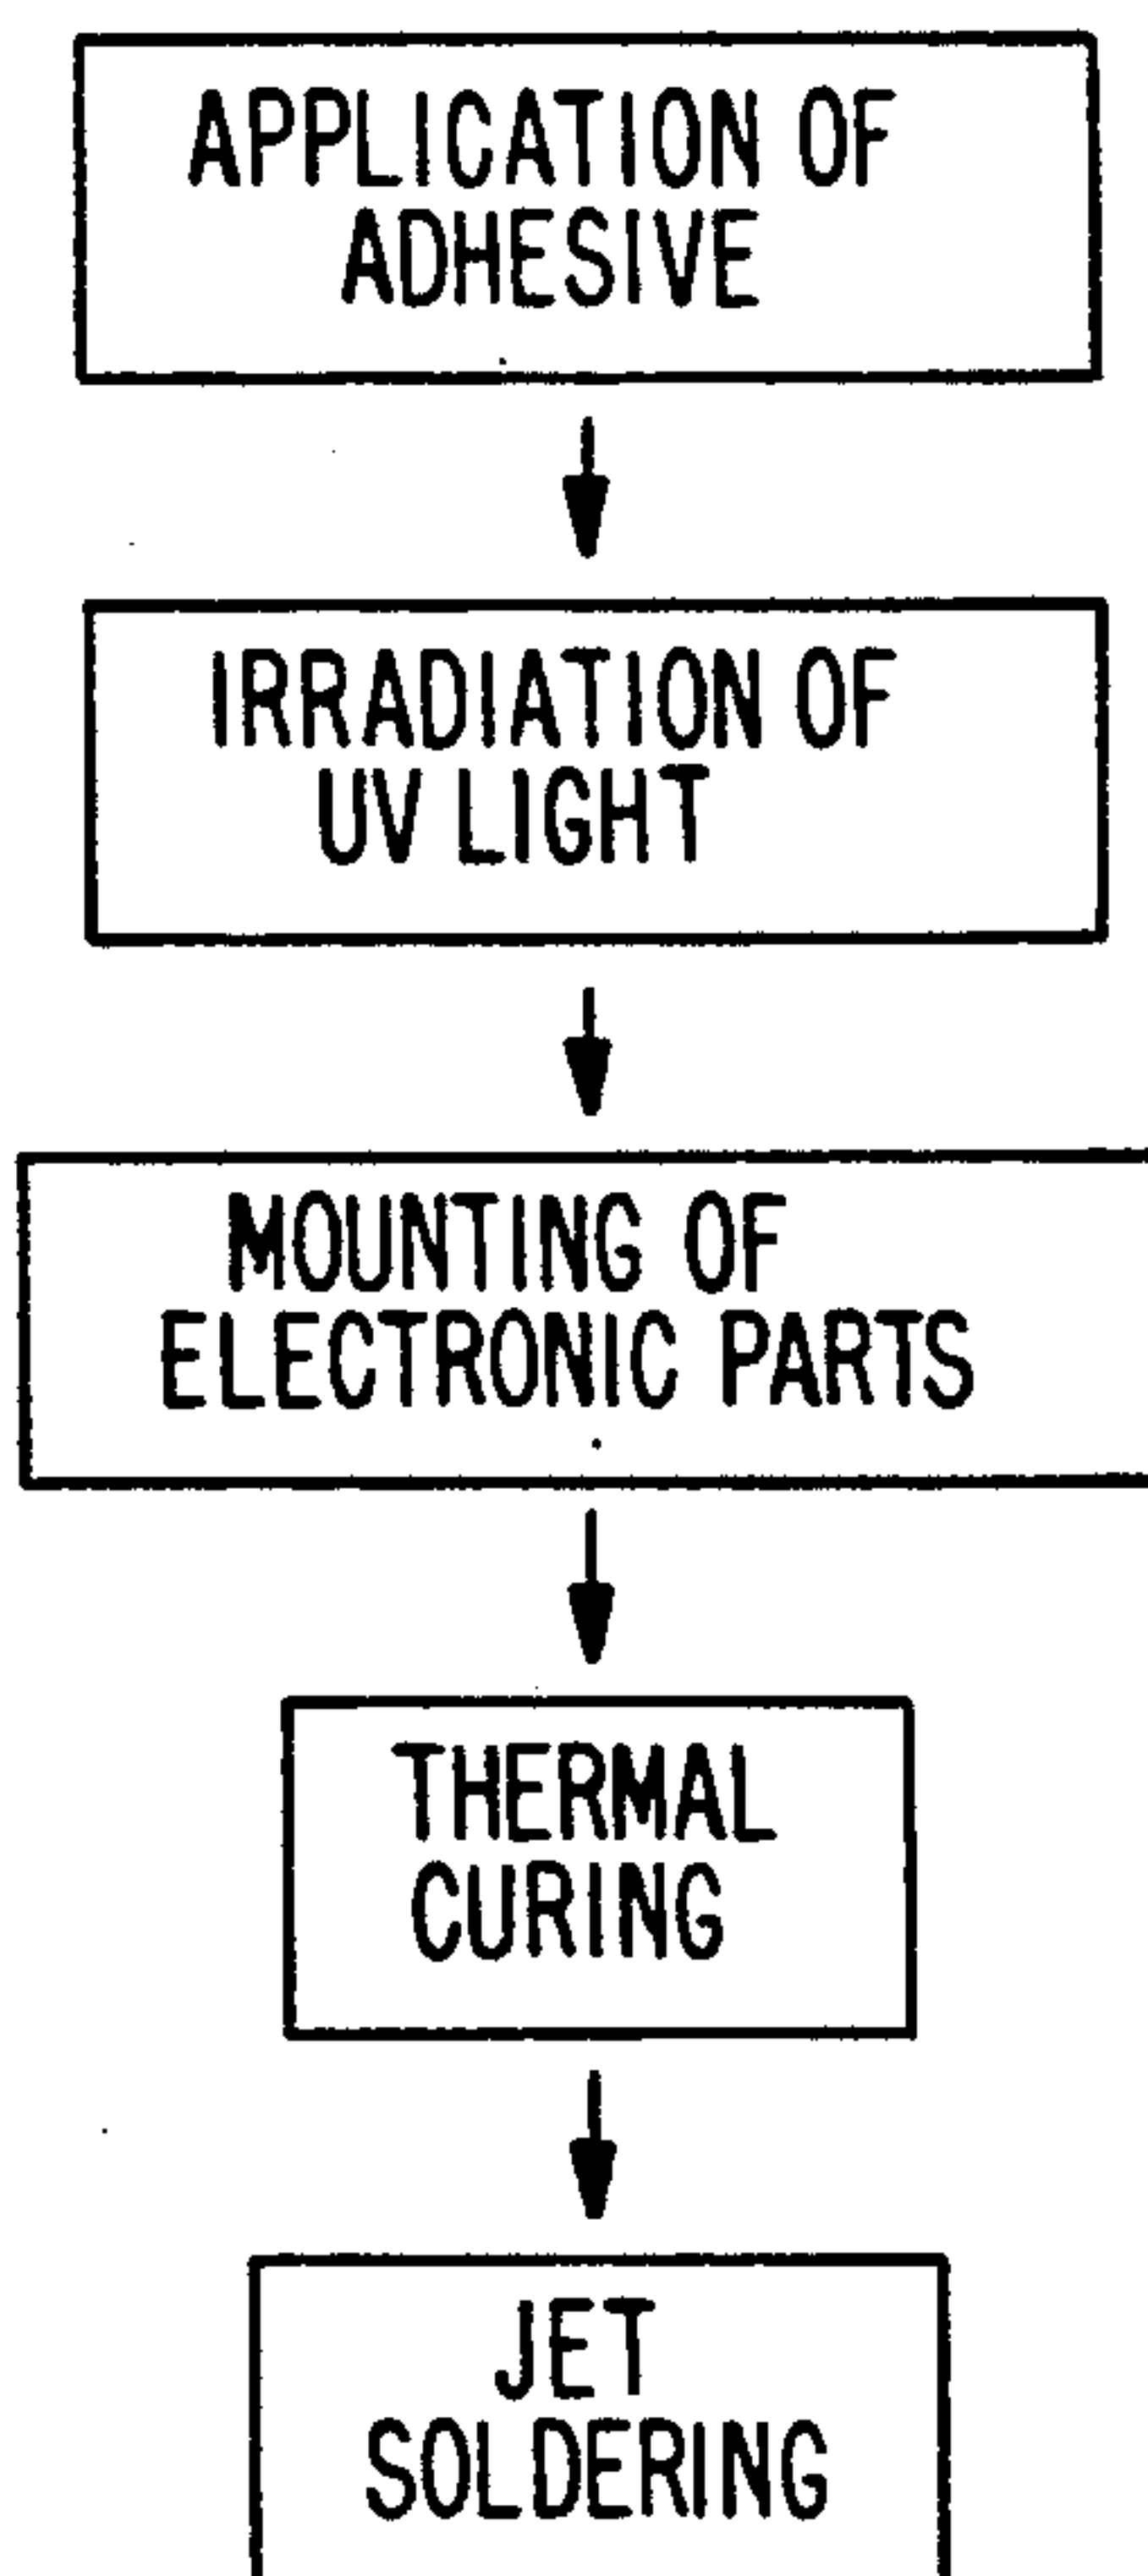 APPLICATION OF
ADHESIVE
IRRADIATION OF
UV LIGHT
MOUNTING OF
ELECTRONIC PARTS
THERMAL
CURING
JET
SOLDERING